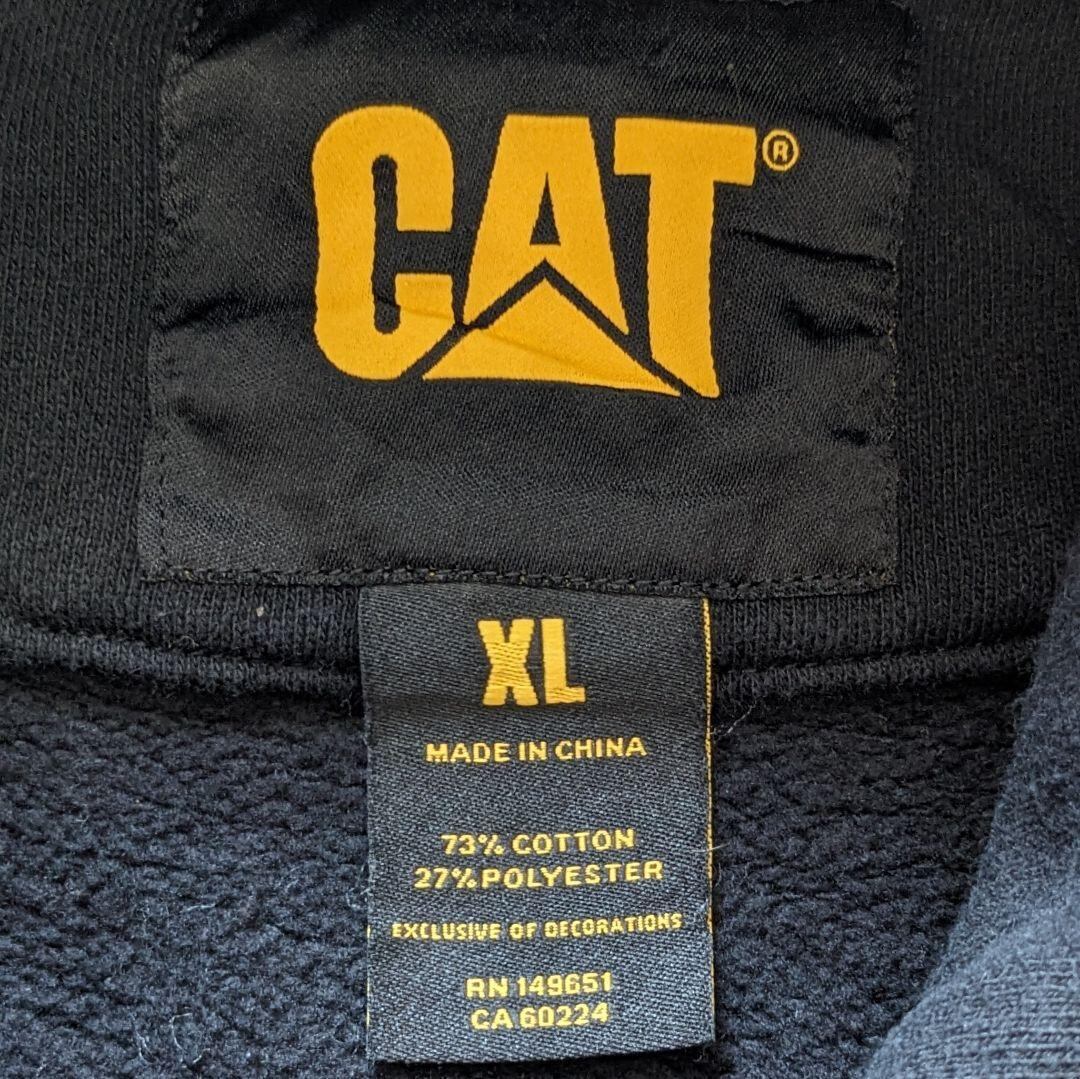 CAT®
XL
MADE IN CHINA
73% COTTON
27% POLYESTER
EXCLUSIVE OF DECORATIONS
RN 149651
CA 60224